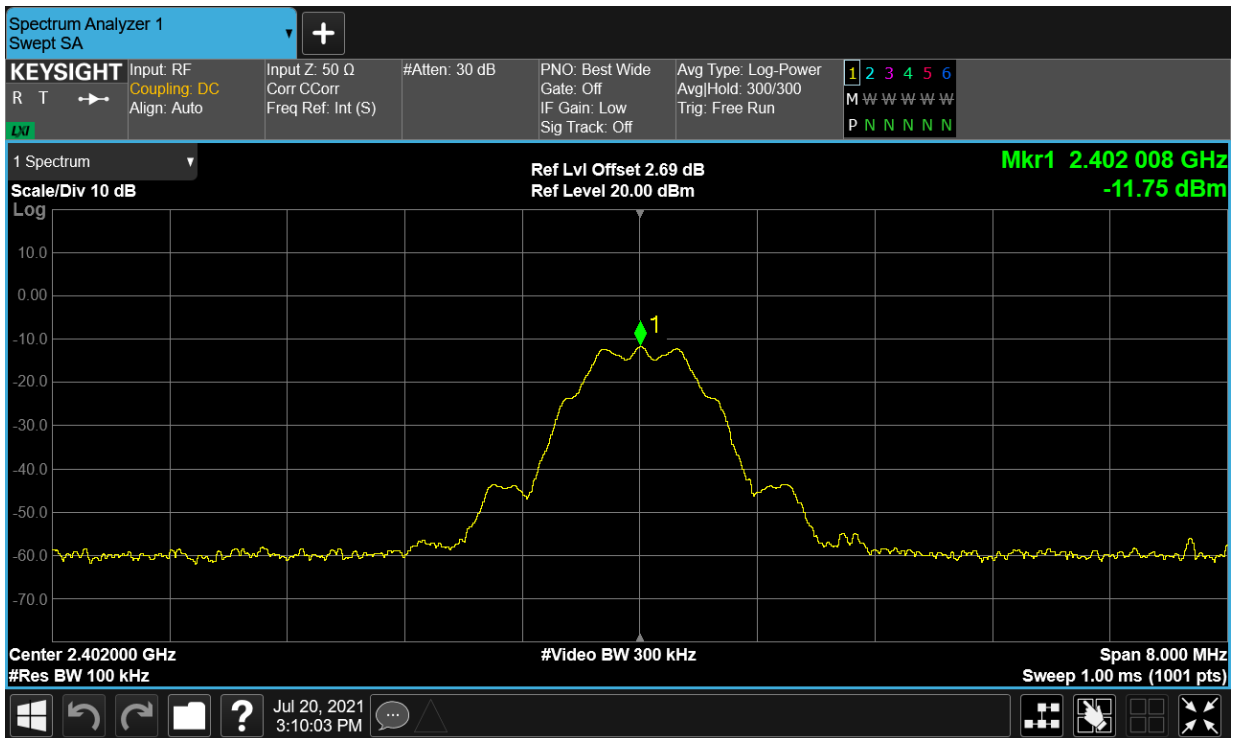 Spectrum Analyzer 1
Swept SA
▼
+
KEYSIGHT
R T
LXI
Input: RF
Coupling: DC
Align: Auto
Input Z: 50 Ω
Corr CCorr
Freq Ref: Int (S)
#Atten: 30 dB
PNO: Best Wide
Gate: Off
IF Gain: Low
Sig Track: Off
Avg Type: Log-Power
Avg|Hold: 300/300
Trig: Free Run
1 2 3 4 5 6
M W W W W W
P N N N N N
1 Spectrum ▼
Scale/Div 10 dB
Log
Ref Lvl Offset 2.69 dB
Ref Level 20.00 dBm
Mkr1 2.402 008 GHz
-11.75 dBm
10.0
0.00
-10.0
-20.0
-30.0
-40.0
-50.0
-60.0
-70.0
1
Center 2.402000 GHz
#Res BW 100 kHz
#Video BW 300 kHz
Span 8.000 MHz
Sweep 1.00 ms (1001 pts)
?
Jul 20, 2021
3:10:03 PM
...